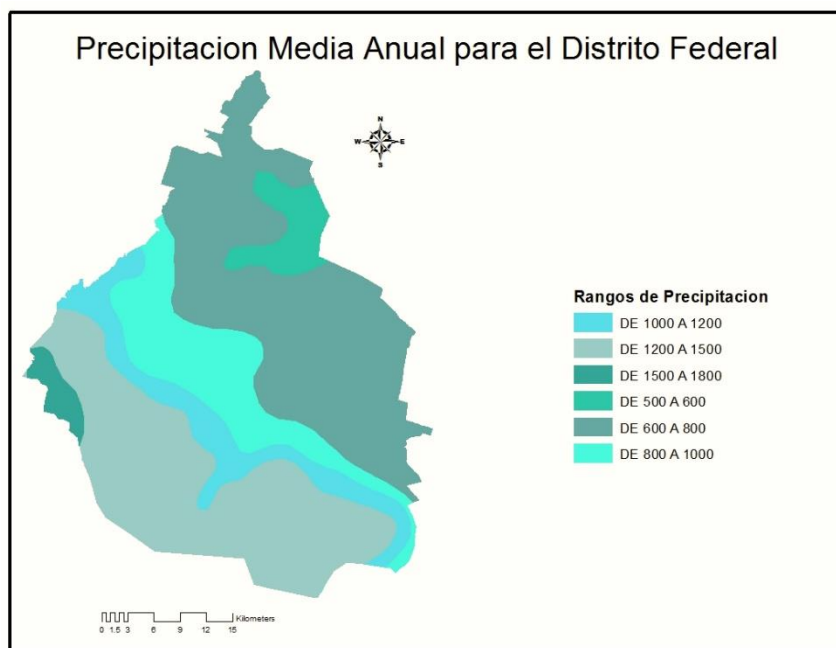 Precipitacion Media Anual para el Distrito Federal
N
W E
S
Rangos de Precipitacion
DE 1000 A 1200
DE 1200 A 1500
DE 1500 A 1800
DE 500 A 600
DE 600 A 800
DE 800 A 1000
Kilometers
0 1.5 3 6 9 12 15